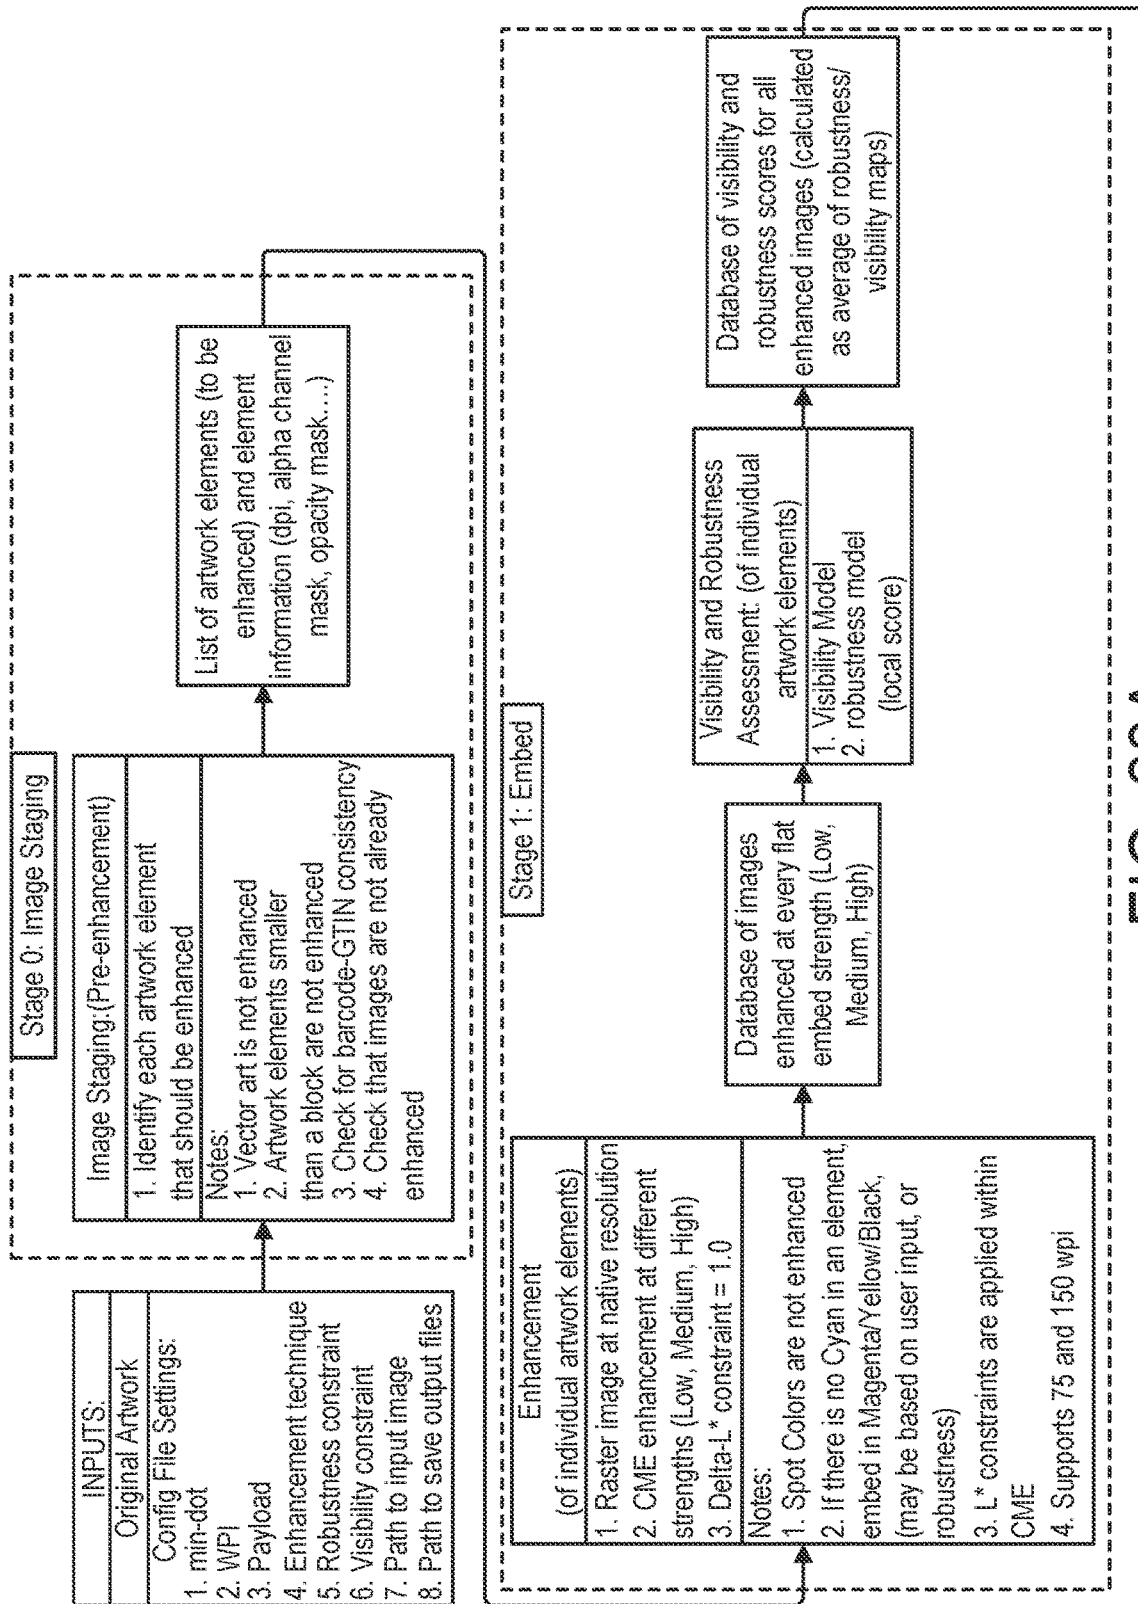 INPUTS:
Original Artwork
Config File Settings:
1. min-dot
2. WPI
3. Payload
4. Enhancement technique
5. Robustness constraint
6. Visibility constraint
7. Path to input image
8. Path to save output files
Stage 0: Image Staging
Image Staging.(Pre-enhancement)
1. Identify each artwork element
that should be enhanced
Notes:
1. Vector art is not enhanced
2. Artwork elements smaller
than a block are not enhanced
3. Check for barcode-GTIN consistency
4. Check that images are not already
enhanced
List of artwork elements (to be
enhanced) and element
information (dpi, alpha channel
mask, opacity mask....)
Stage 1: Embed
Enhancement
(of individual artwork elements)
1. Raster image at native resolution
2. CME enhancement at different
strengths (Low, Medium, High)
3. Delta-L* constraint = 1.0
Notes:
1. Spot Colors are not enhanced
2. If there is no Cyan in an element,
embed in Magenta/Yellow/Black,
(may be based on user input, or
robustness)
3. L* constraints are applied within
CME
4. Supports 75 and 150 wpi
Database of images
enhanced at every flat
embed strength (Low,
Medium, High)
Visibility and Robustness
Assessment: (of individual
artwork elements)
1. Visibility Model
2. robustness model
(local score)
Database of visibility and
robustness scores for all
enhanced images (calculated
as average of robustness/
visibility maps)